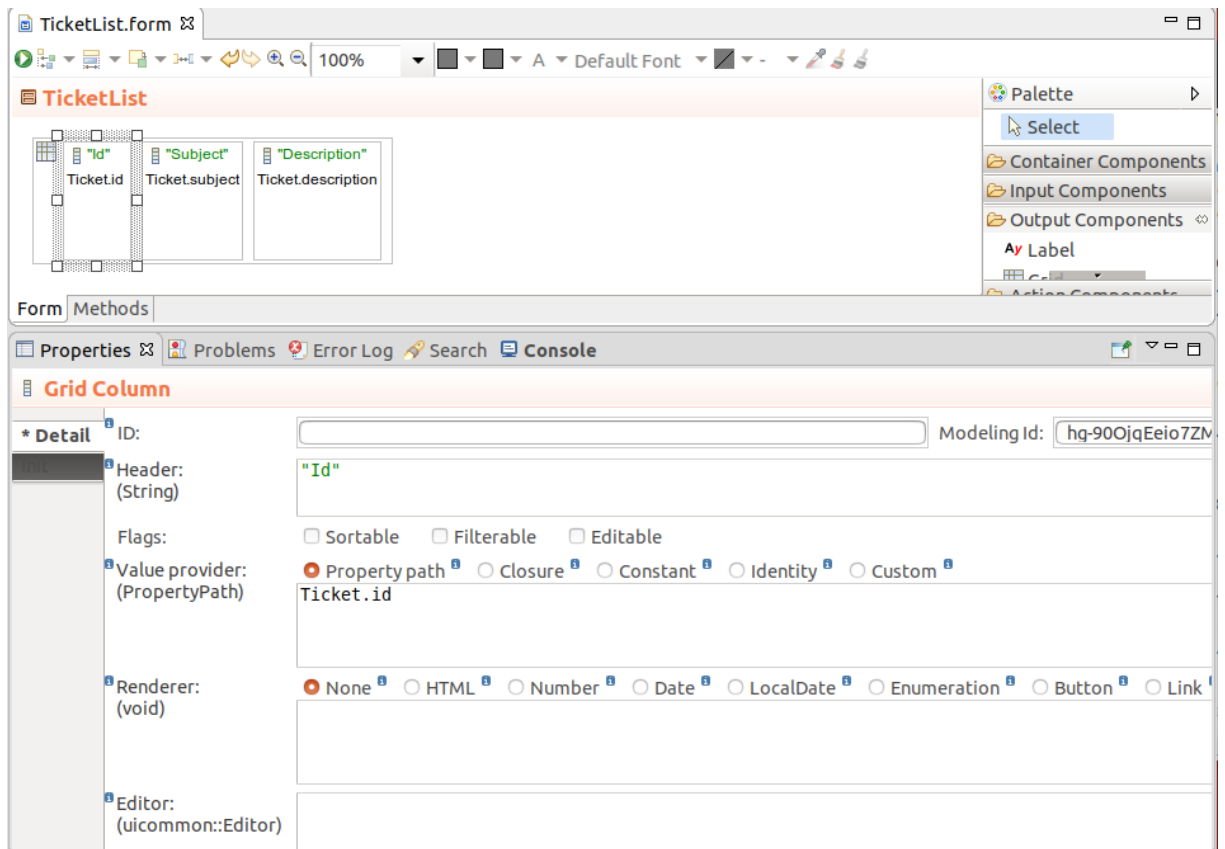 TicketList.form
100%
A
Default Font
-
TicketList
"Id"
"Subject"
"Description"
Ticket.id
Ticket.subject
Ticket.description
Palette
Select
Container Components
Input Components
Output Components
Ay Label
Form
Methods
Properties
Problems
Error Log
Search
Console
Grid Column
* Detail
Init
ID:
Modeling Id:
Header:
"Id"
(String)
Flags:
Sortable
Filterable
Editable
Value provider:
Property path
Closure
Constant
Identity
Custom
(PropertyPath)
Ticket.id
Renderer:
None
HTML
Number
Date
LocalDate
Enumeration
Button
Link
(void)
Editor:
(uicommon::Editor)